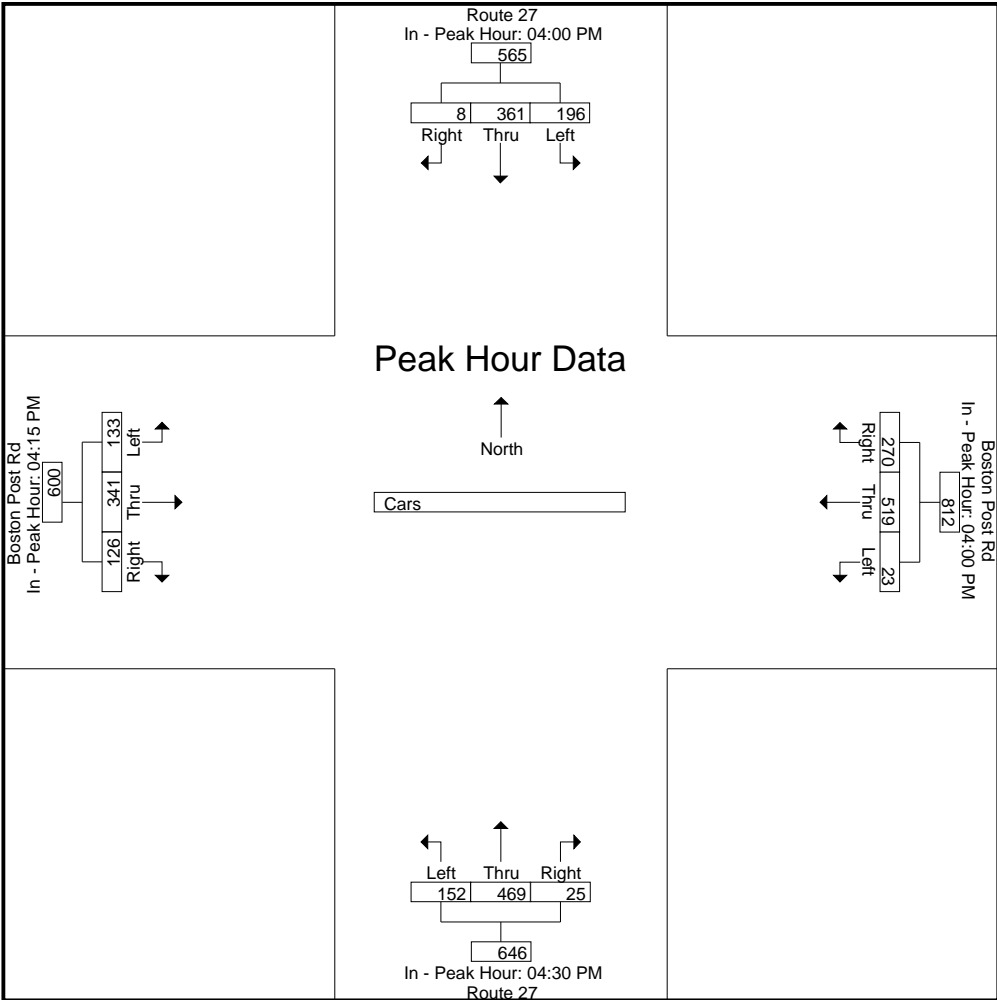 Route 27
In - Peak Hour: 04:00 PM
565
8 361 196
Right Thru Left
Peak Hour Data
North
Cars
Boston Post Rd
In - Peak Hour: 04:15 PM
600
133 341 126
Left Thru Right
Boston Post Rd
In - Peak Hour: 04:00 PM
812
270 519 23
Right Thru Left
Left Thru Right
152 469 25
646
In - Peak Hour: 04:30 PM
Route 27